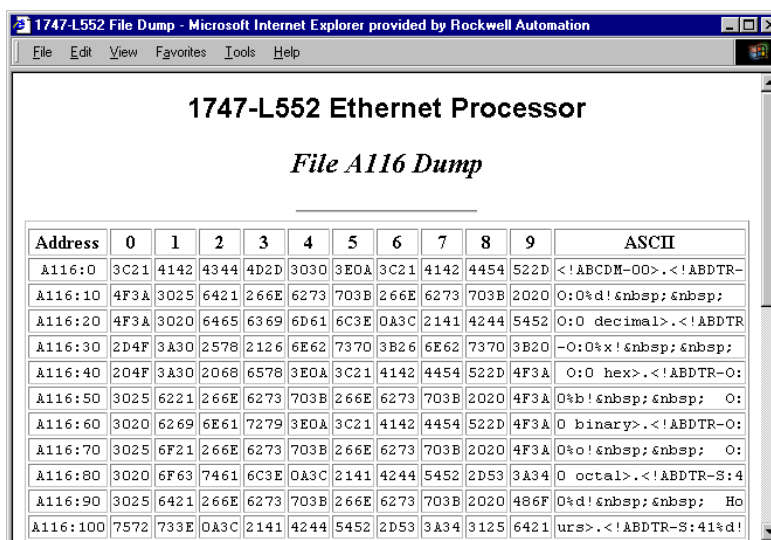 1747-L552 File Dump - Microsoft Internet Explorer provided by Rockwell Automation
File Edit View Favorites Tools Help
1747-L552 Ethernet Processor
File A116 Dump
Address 0 1 2 3 4 5 6 7 8 9 ASCII
A116:0 3C21 4142 4344 4D2D 3030 3E0A 3C21 4142 4454 522D <!ABCDM-00>.<!ABDTR-
A116:10 4F3A 3025 6421 266E 6273 703B 266E 6273 703B 2020 O:0%d!&nbsp;&nbsp;
A116:20 4F3A 3020 6465 6369 6D61 6C3E 0A3C 2141 4244 5452 O:0 decimal>.<!ABDTR
A116:30 2D4F 3A30 2578 2126 6E62 7370 3B26 6E62 7370 3B20 -O:0%x!&nbsp;&nbsp;
A116:40 204F 3A30 2068 6578 3E0A 3C21 4142 4454 522D 4F3A O:0 hex>.<!ABDTR-O:
A116:50 3025 6221 266E 6273 703B 266E 6273 703B 2020 4F3A 0%b!&nbsp;&nbsp; O:
A116:60 3020 6269 6E61 7279 3E0A 3C21 4142 4454 522D 4F3A 0 binary>.<!ABDTR-O:
A116:70 3025 6F21 266E 6273 703B 266E 6273 703B 2020 4F3A 0%o!&nbsp;&nbsp; O:
A116:80 3020 6F63 7461 6C3E 0A3C 2141 4244 5452 2D53 3A34 0 octal>.<!ABDTR-S:4
A116:90 3025 6421 266E 6273 703B 266E 6273 703B 2020 486F 0%d!&nbsp;&nbsp; Ho
A116:100 7572 733E 0A3C 2141 4244 5452 2D53 3A34 3125 6421 urs>.<!ABDTR-S:41%d!